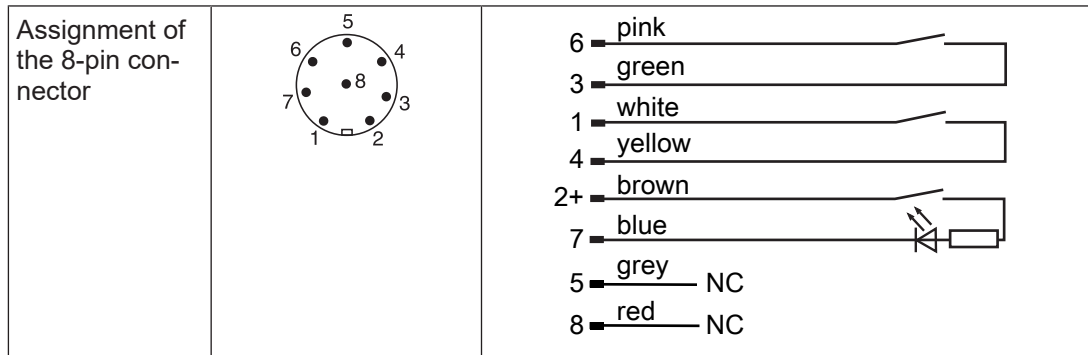 Assignment of
the 8-pin con-
nector
5
6 4
8
7 3
1 2
6 pink
3 green
1 white
4 yellow
2+ brown
7 blue
5 grey NC
8 red NC